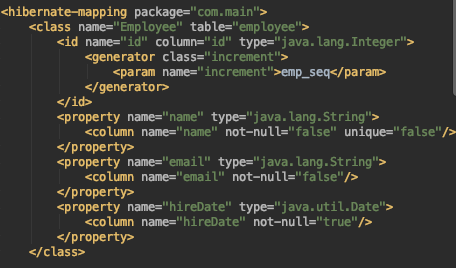 <hibernate-mapping package="com.main">
    <class name="Employee" table="employee">
        <id name="id" column="id" type="java.lang.Integer">
            <generator class="increment">
                <param name="increment">emp_seq</param>
            </generator>
        </id>
        <property name="name" type="java.lang.String">
            <column name="name" not-null="false" unique="false"/>
        </property>
        <property name="email" type="java.lang.String">
            <column name="email" not-null="false"/>
        </property>
        <property name="hireDate" type="java.util.Date">
            <column name="hireDate" not-null="true"/>
        </property>
    </class>